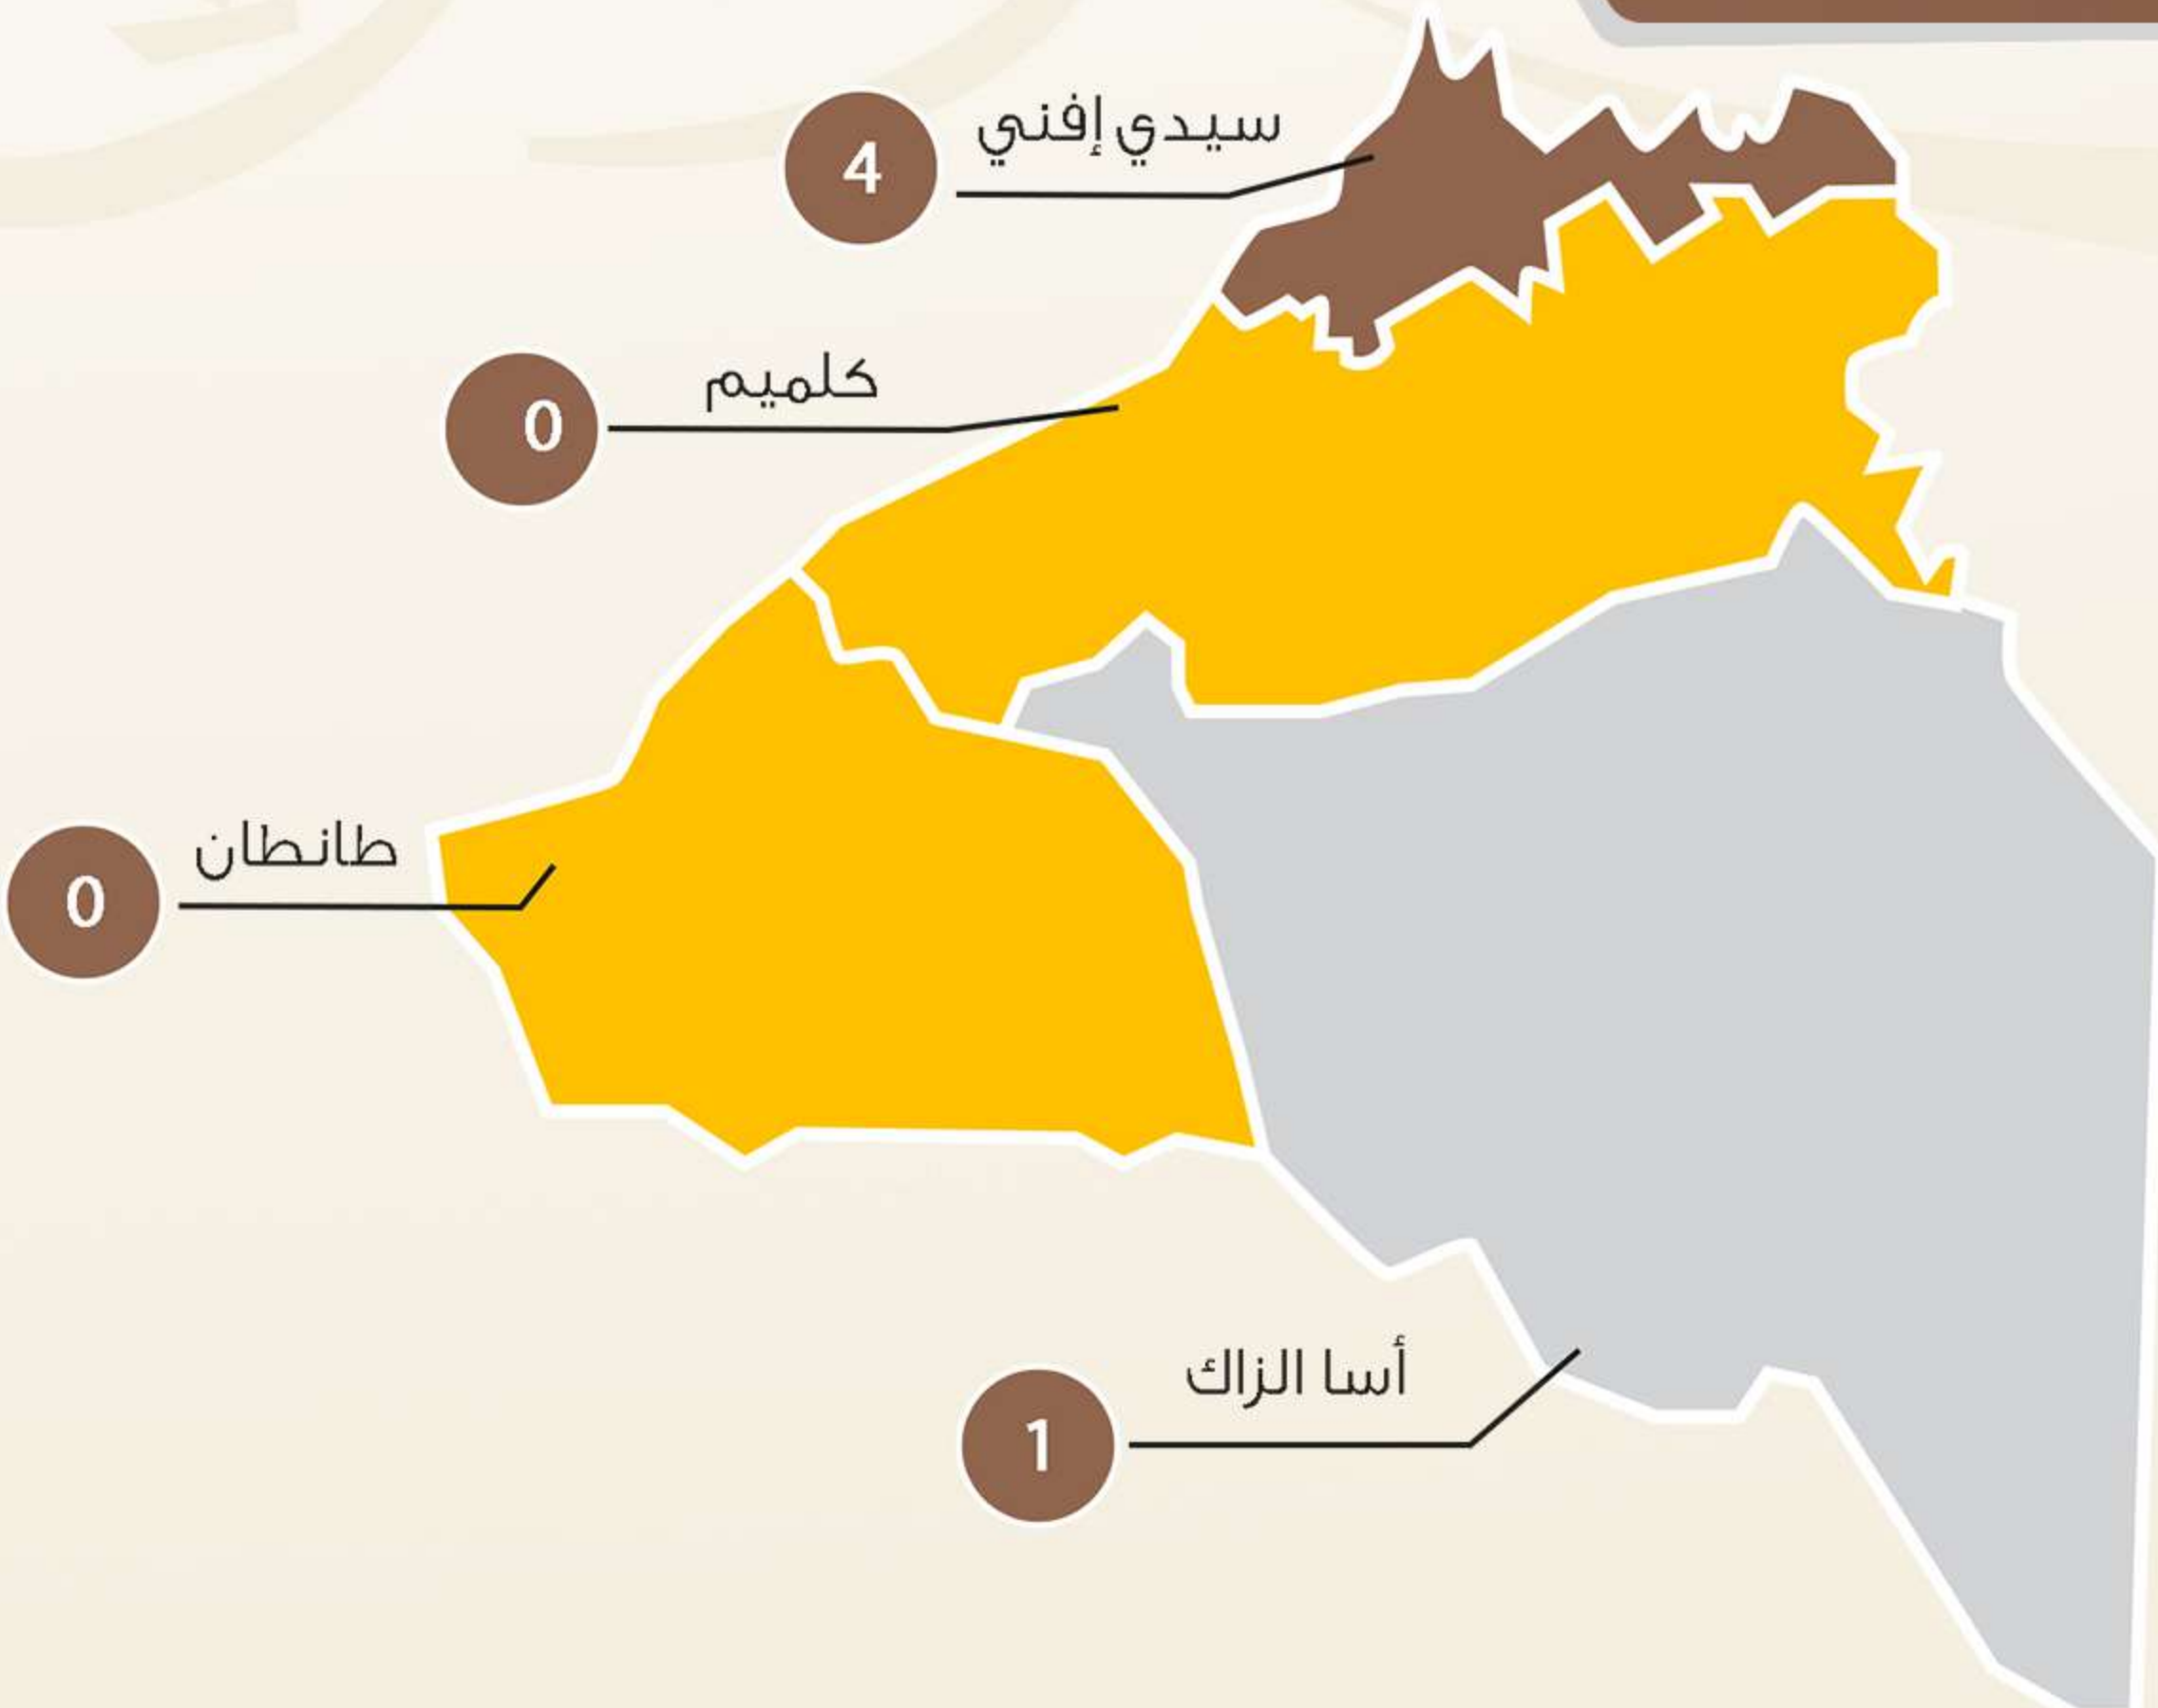 سيدي إفني
4
كلميم
0
طانطان
0
أسا الزاك
1